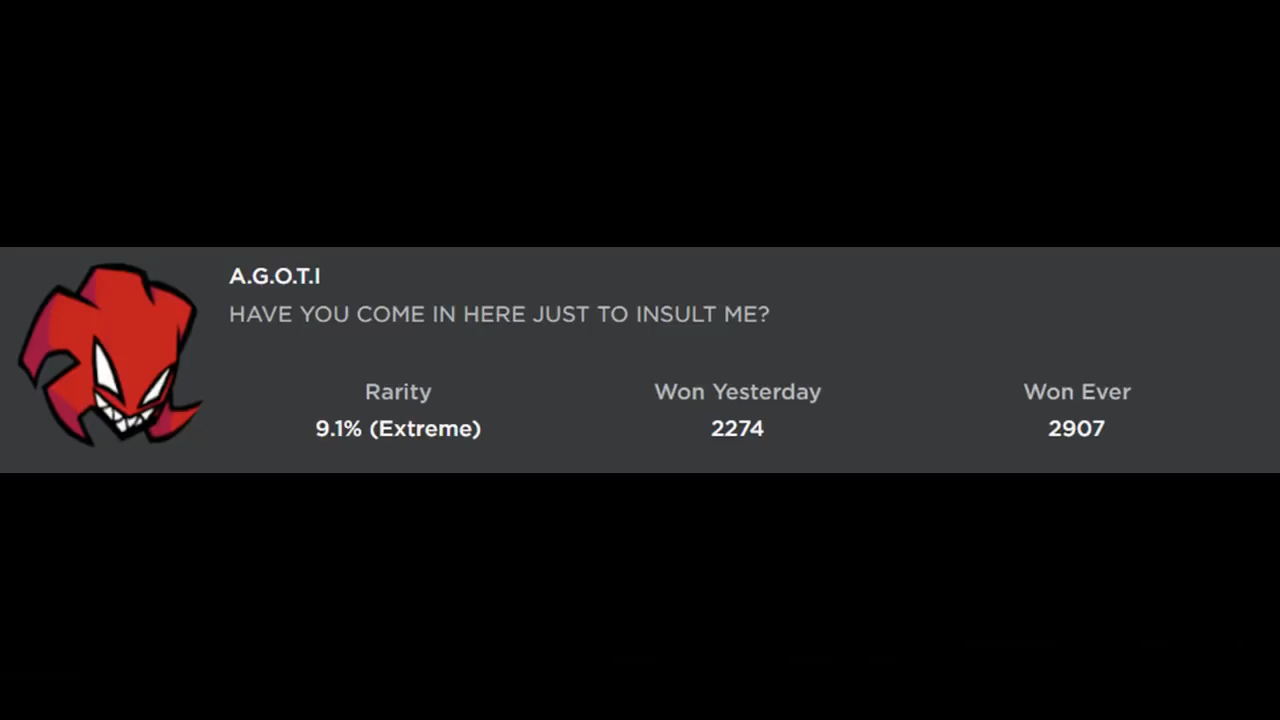 A.G.O.T.I
HAVE YOU COME IN HERE JUST TO INSULT ME?
Rarity Won Yesterday Won Ever
9.1% (Extreme) 2274 2907